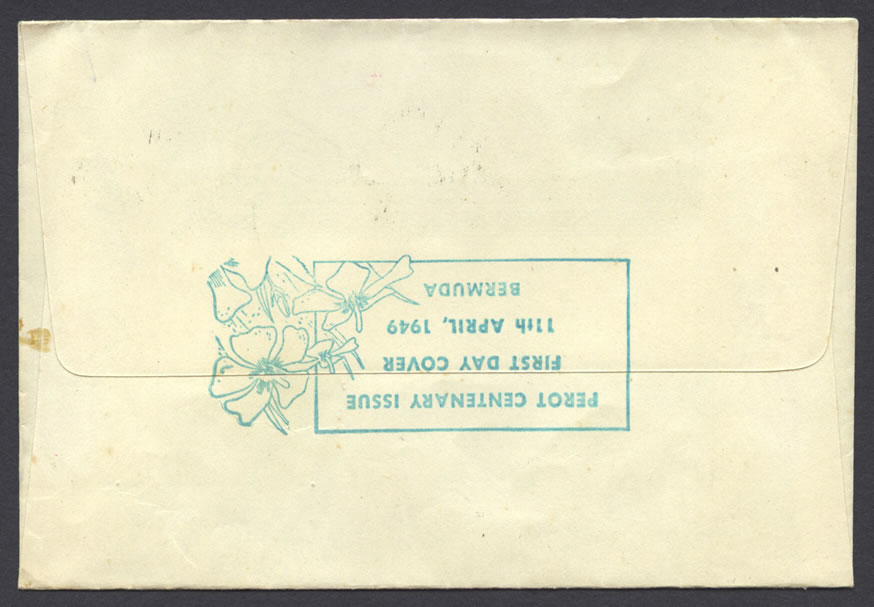 PEROT CENTENARY ISSUE
FIRST DAY COVER
11th APRIL, 1949
BERMUDA